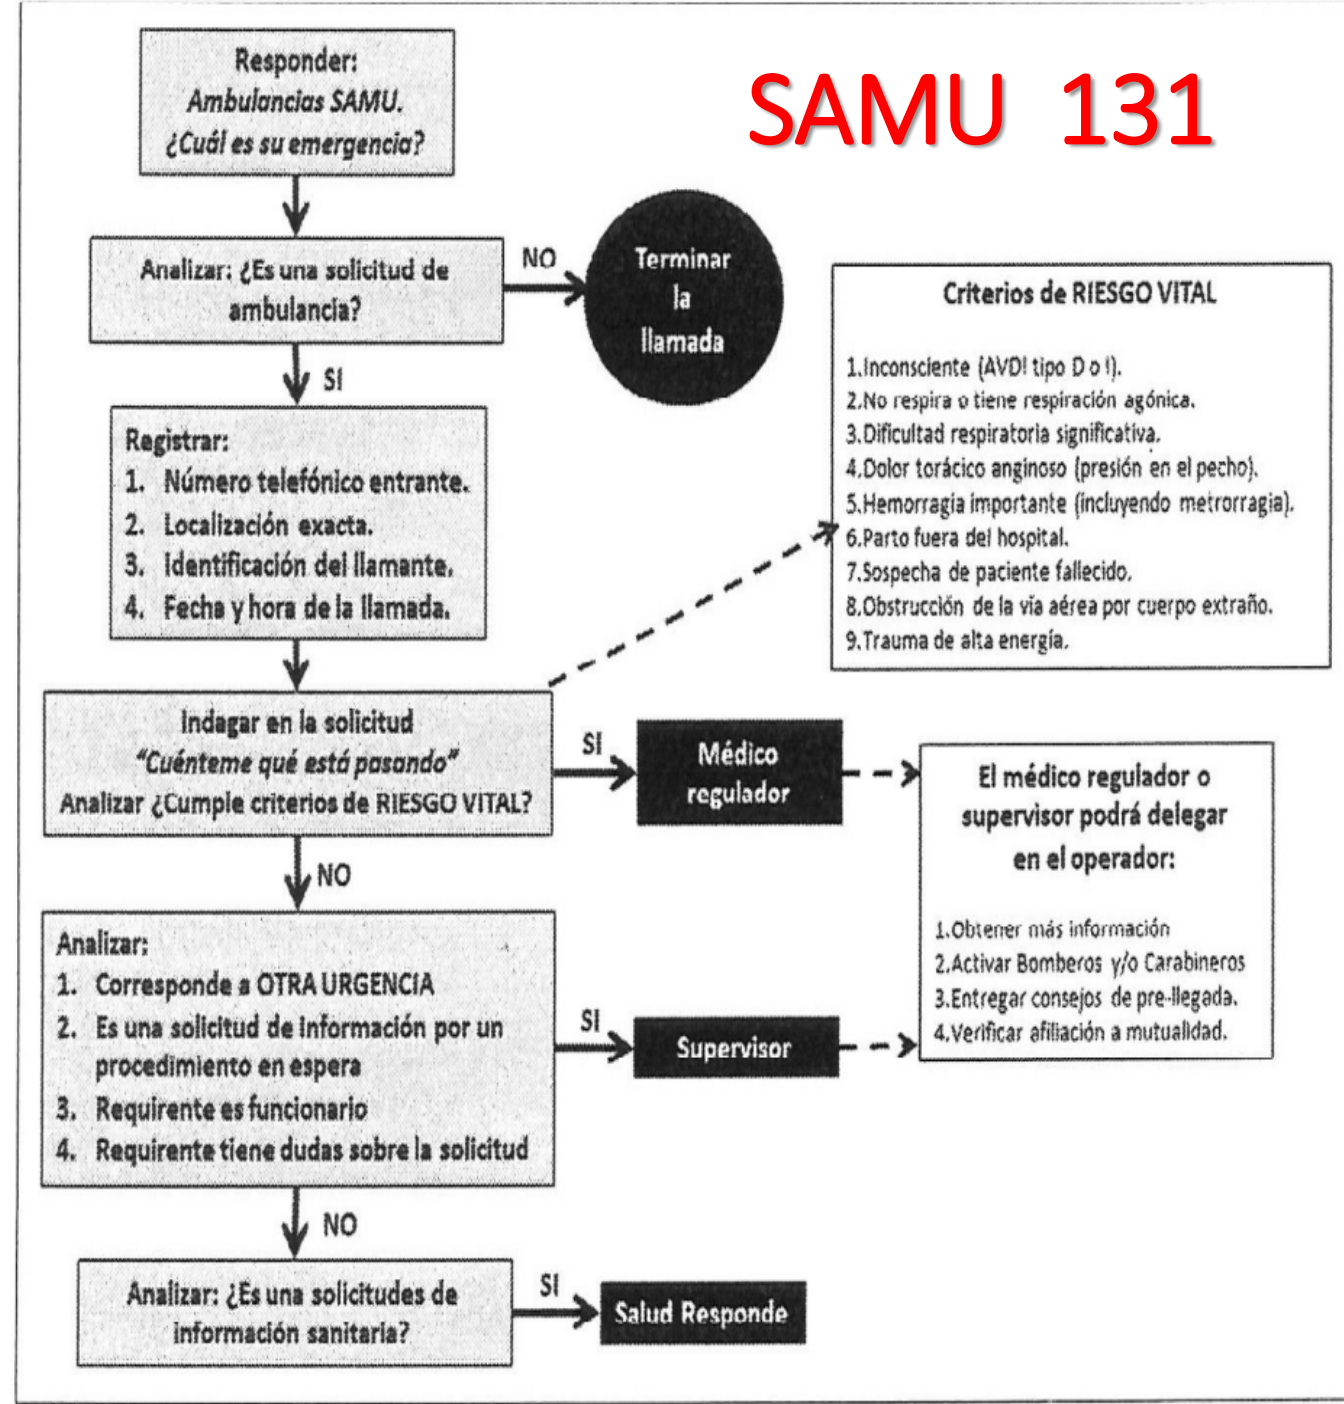 SAMU 131
Responder:
Ambulancias SAMU.
¿Cuál es su emergencia?
Analizar: ¿Es una solicitud de
ambulancia?
NO
Terminar
la
llamada
SI
Registrar:
1. Número telefónico entrante.
2. Localización exacta.
3. Identificación del llamante.
4. Fecha y hora de la llamada.
Criterios de RIESGO VITAL
1.Inconsciente (AVDI tipo D o I).
2.No respira o tiene respiración agónica.
3.Dificultad respiratoria significativa.
4.Dolor torácico anginoso (presión en el pecho).
5.Hemorragia importante (incluyendo metrorragia).
6.Parto fuera del hospital.
7.Sospecha de paciente fallecido.
8.Obstrucción de la vía aérea por cuerpo extraño.
9.Trauma de alta energía.
Indagar en la solicitud
"Cuénteme qué está pasando"
Analizar ¿Cumple criterios de RIESGO VITAL?
SI
Médico
regulador
El médico regulador o
supervisor podrá delegar
en el operador:
1.Obtener más información
2.Activar Bomberos y/o Carabineros
3.Entregar consejos de pre-llegada.
4.Verificar afiliación a mutualidad.
NO
Analizar:
1. Corresponde a OTRA URGENCIA
2. Es una solicitud de información por un
procedimiento en espera
3. Requirente es funcionario
4. Requirente tiene dudas sobre la solicitud
SI
Supervisor
NO
Analizar: ¿Es una solicitudes de
información sanitaria?
SI
Salud Responde